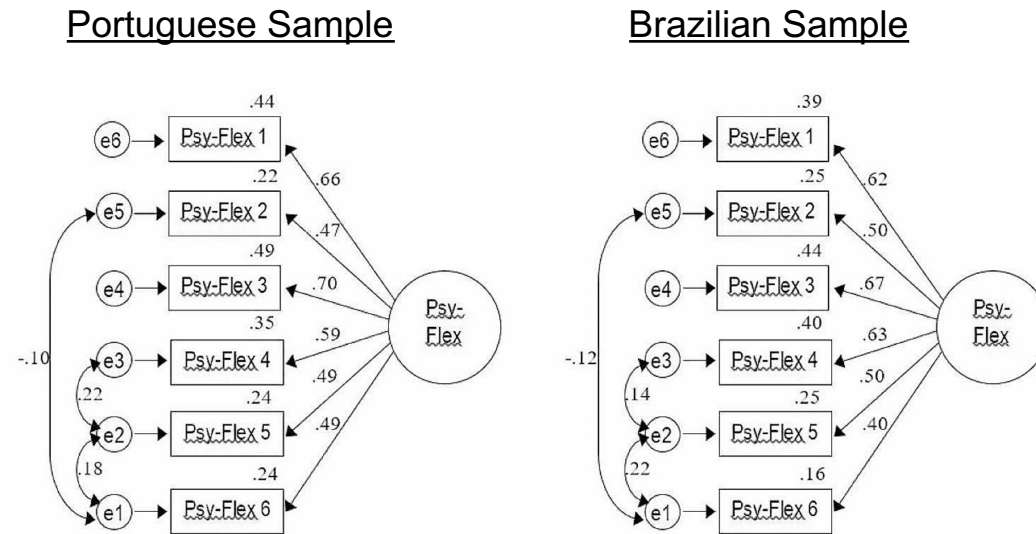 Portuguese Sample
Brazilian Sample
.44
e6
Psy-Flex 1
.22
.66
e5
Psy-Flex 2
.49
.47
e4
Psy-Flex 3
.70
.35
Psy-
Flex
.59
-.10
e3
Psy-Flex 4
.22
.24
.49
e2
Psy-Flex 5
.49
.18
.24
e1
Psy-Flex 6
.39
e6
Psy-Flex 1
.25
.62
e5
Psy-Flex 2
.44
.50
e4
Psy-Flex 3
.67
.40
Psy-
Flex
.63
-.12
e3
Psy-Flex 4
.14
.25
.50
e2
Psy-Flex 5
.40
.22
.16
e1
Psy-Flex 6